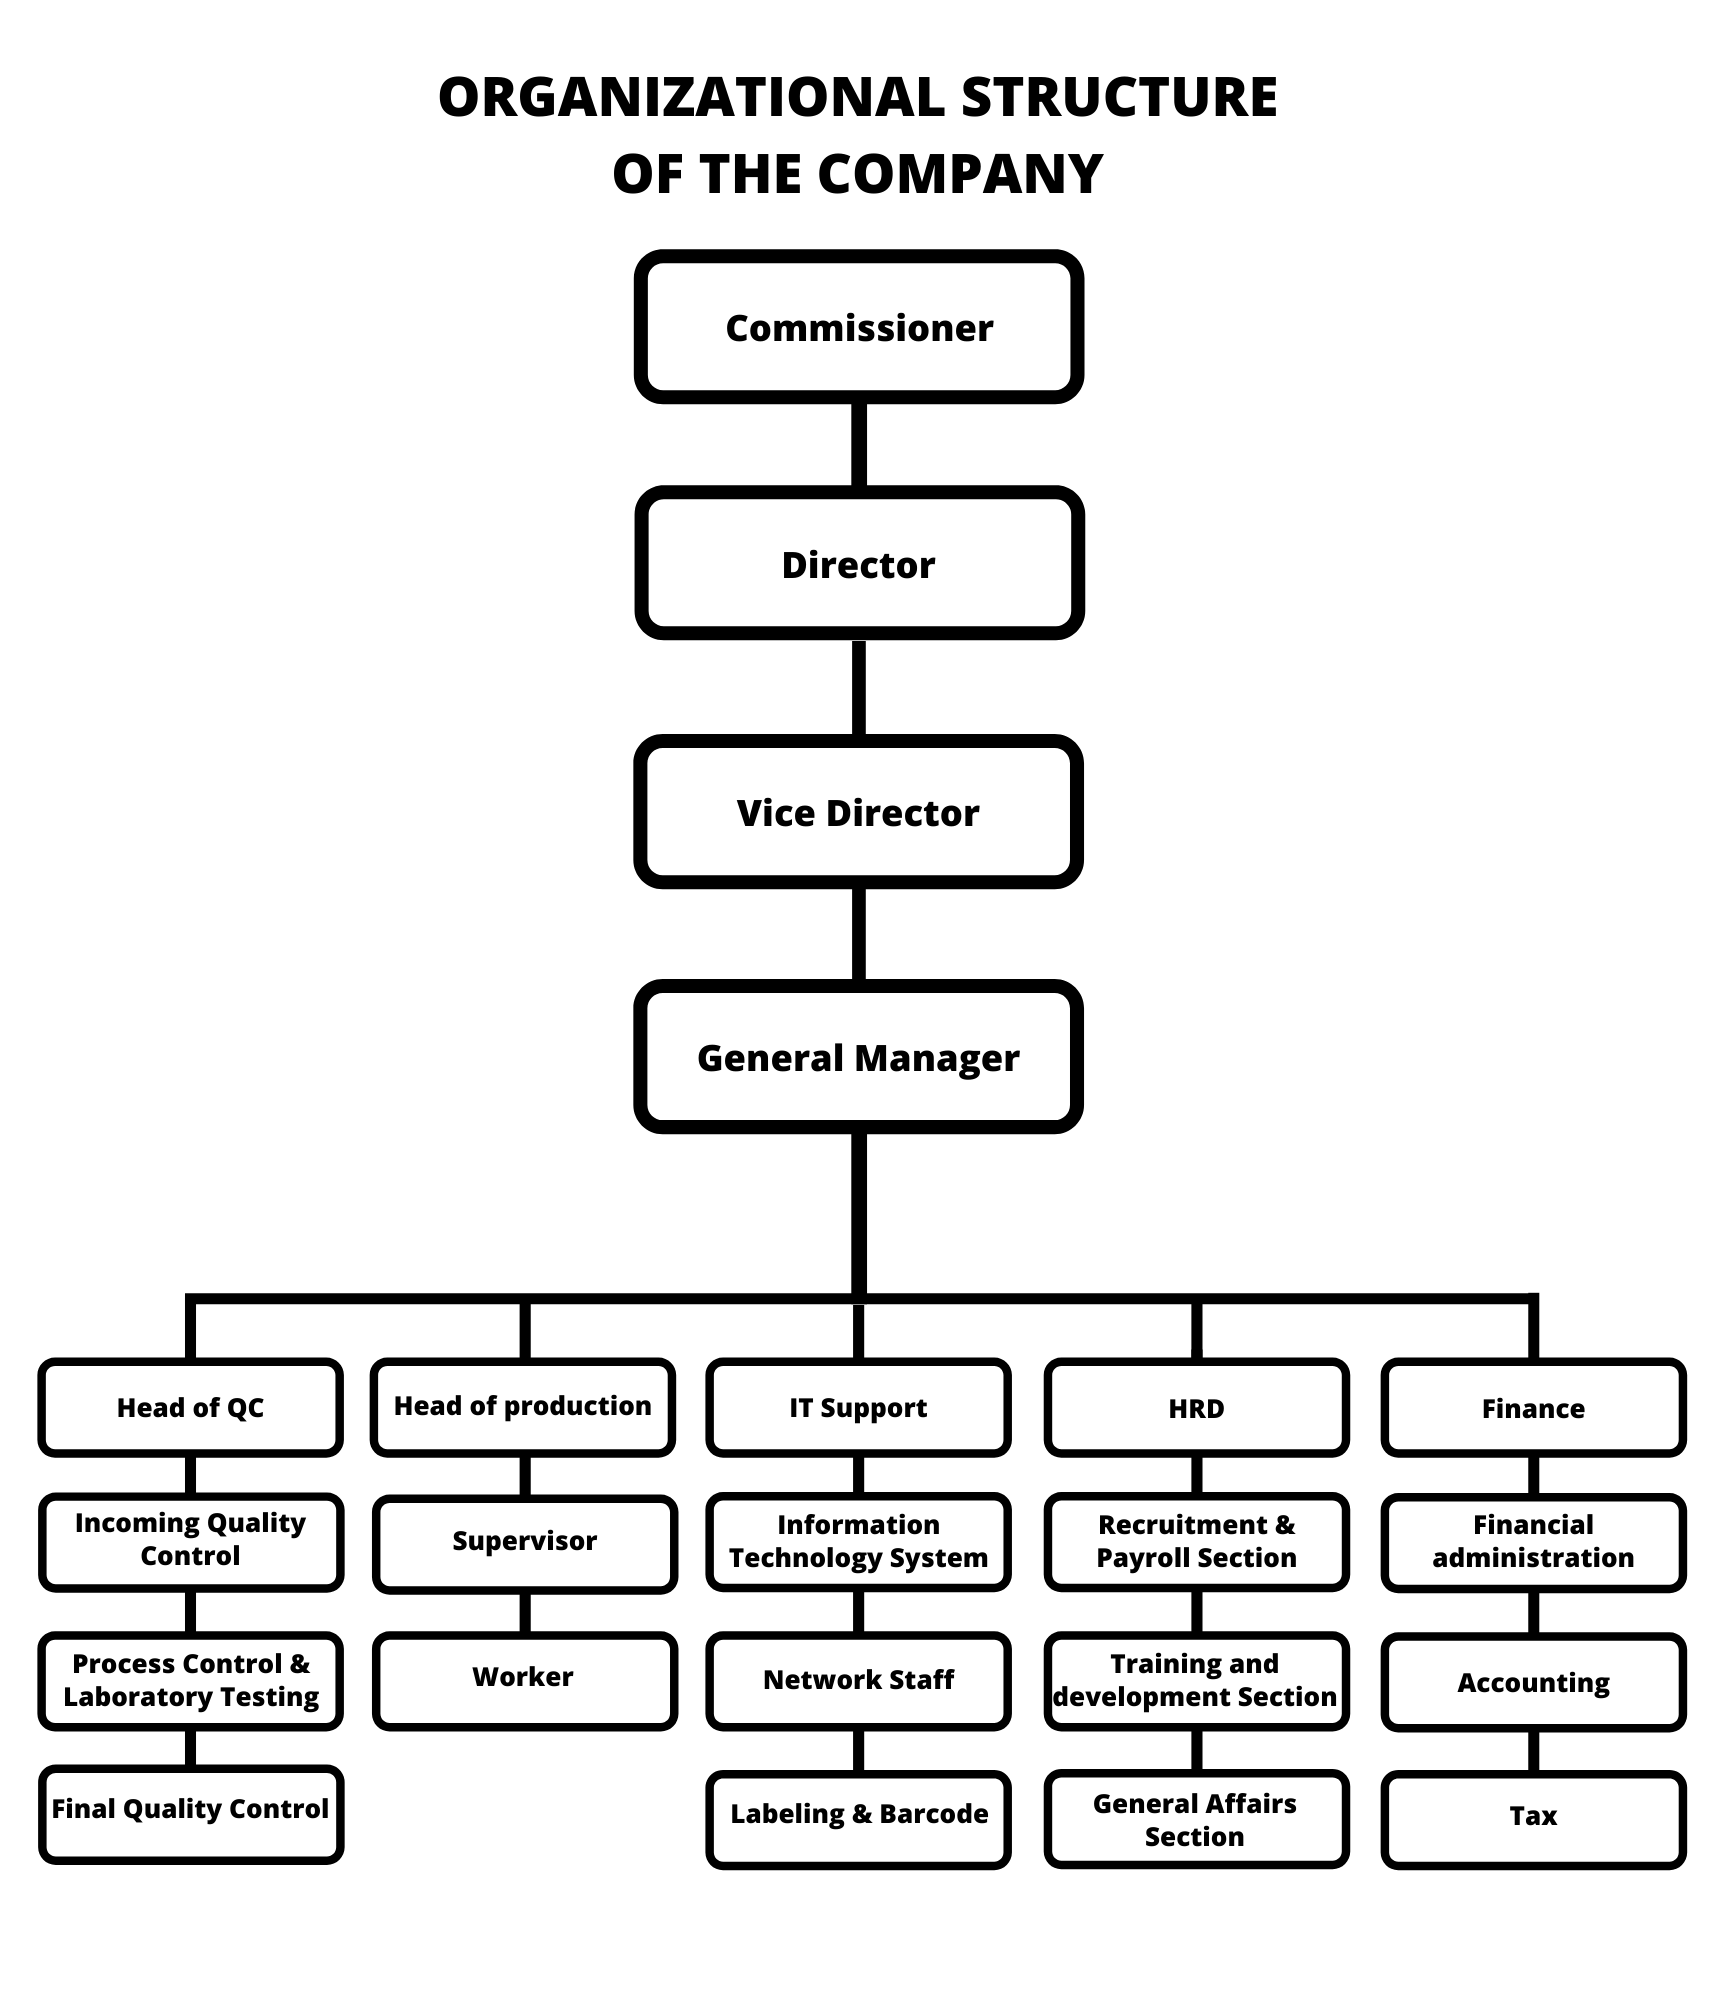 ORGANIZATIONAL STRUCTURE
OF THE COMPANY
Commissioner
Director
Vice Director
General Manager
Head of QC
Head of production
IT Support
HRD
Finance
Incoming Quality
Control
Supervisor
Information
Technology System
Recruitment &
Payroll Section
Financial
administration
Process Control &
Laboratory Testing
Worker
Network Staff
Training and
development Section
Accounting
Final Quality Control
Labeling & Barcode
General Affairs
Section
Tax